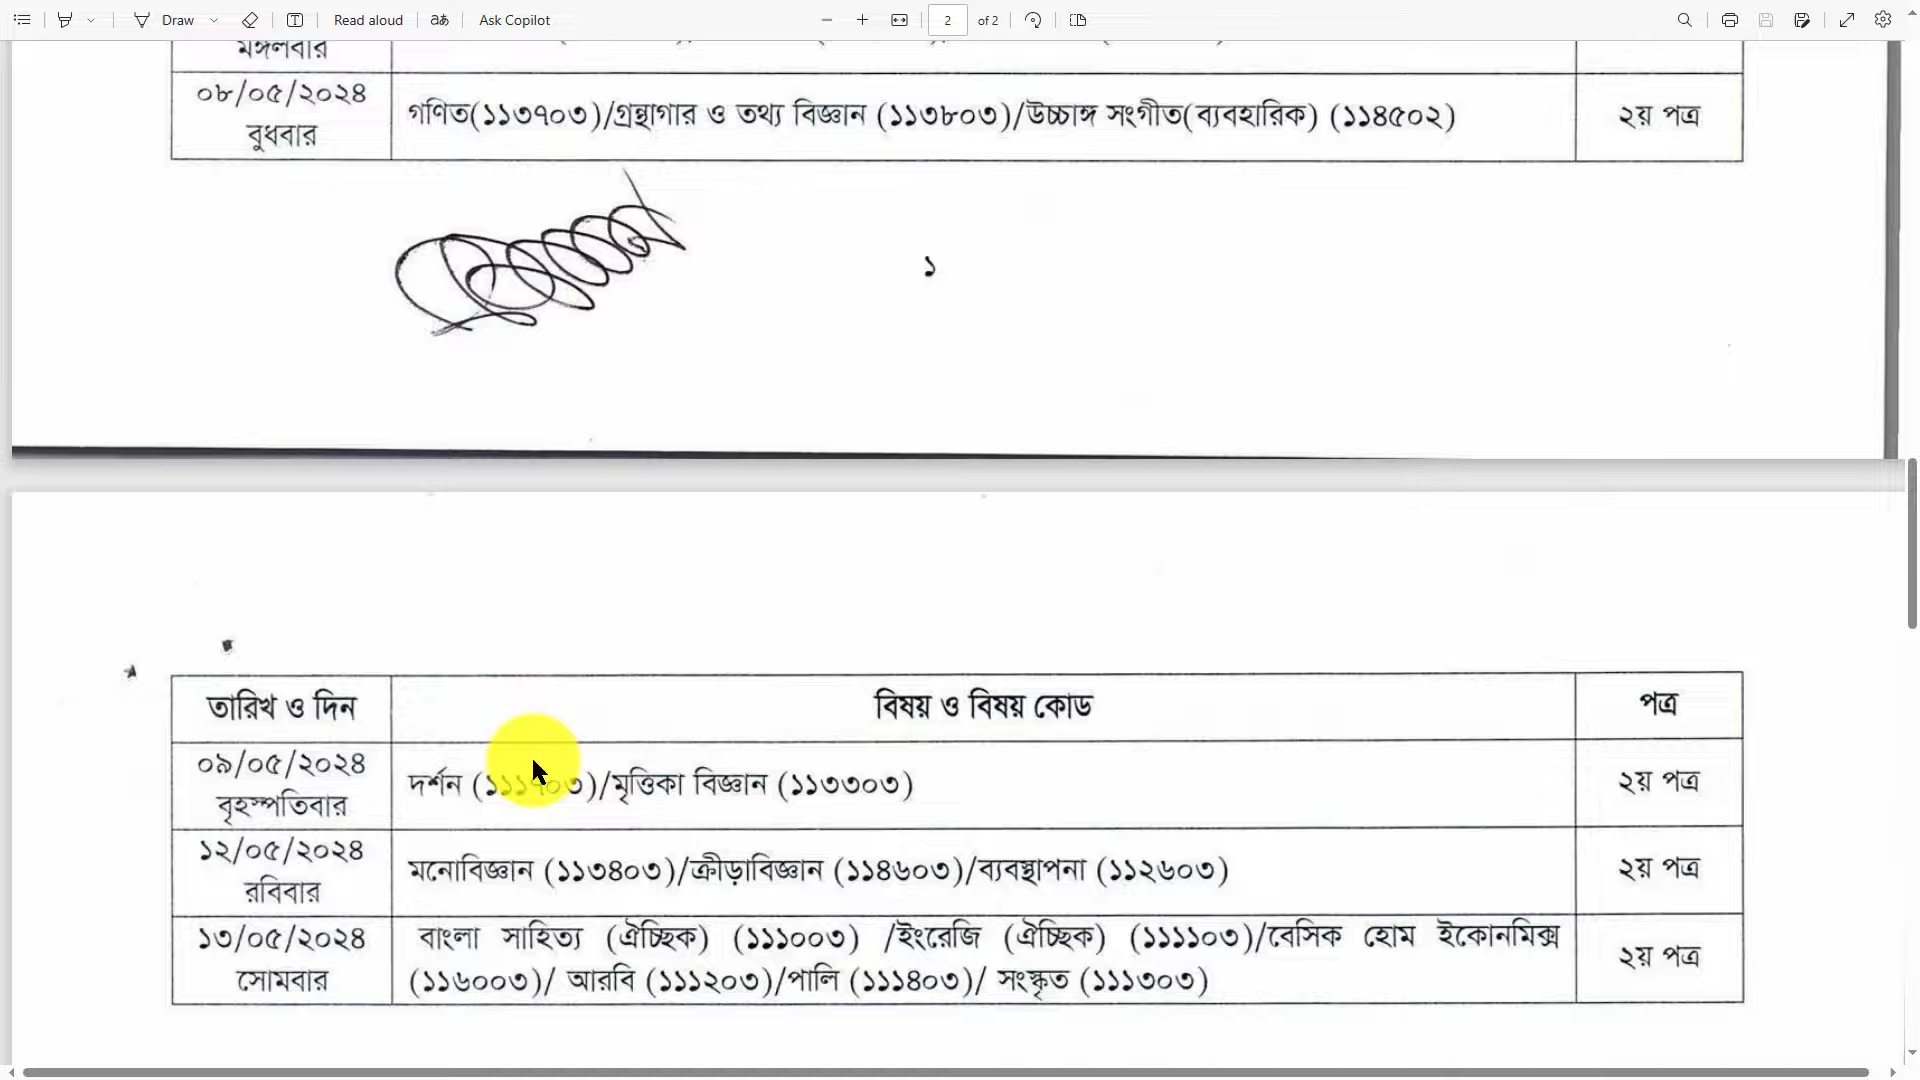 Draw
Read aloud
Ask Copilot
2
of 2
মঙ্গলবার
০৮/০৫/২০২৪
বুধবার
গণিত(১১৩৭০৩)/গ্রন্থাগার ও তথ্য বিজ্ঞান (১১৩৮০৩)/উচ্চাঙ্গ সংগীত(ব্যবহারিক) (১১৪৫০২)
২য় পত্র
১
তারিখ ও দিন
বিষয় ও বিষয় কোড
পত্র
০৯/০৫/২০২৪
বৃহস্পতিবার
দর্শন (১১১৭০৩)/মৃত্তিকা বিজ্ঞান (১১৩৩০৩)
২য় পত্র
১২/০৫/২০২৪
রবিবার
মনোবিজ্ঞান (১১৩৪০৩)/ক্রীড়াবিজ্ঞান (১১৪৬০৩)/ব্যবস্থাপনা (১১২৬০৩)
২য় পত্র
১৩/০৫/২০২৪
সোমবার
বাংলা সাহিত্য (ঐচ্ছিক) (১১১০০৩) /ইংরেজি (ঐচ্ছিক) (১১১১০৩)/বেসিক হোম ইকোনমিক্স
(১১৬০০৩)/ আরবি (১১১২০৩)/পালি (১১১৪০৩)/ সংস্কৃত (১১১৩০৩)
২য় পত্র